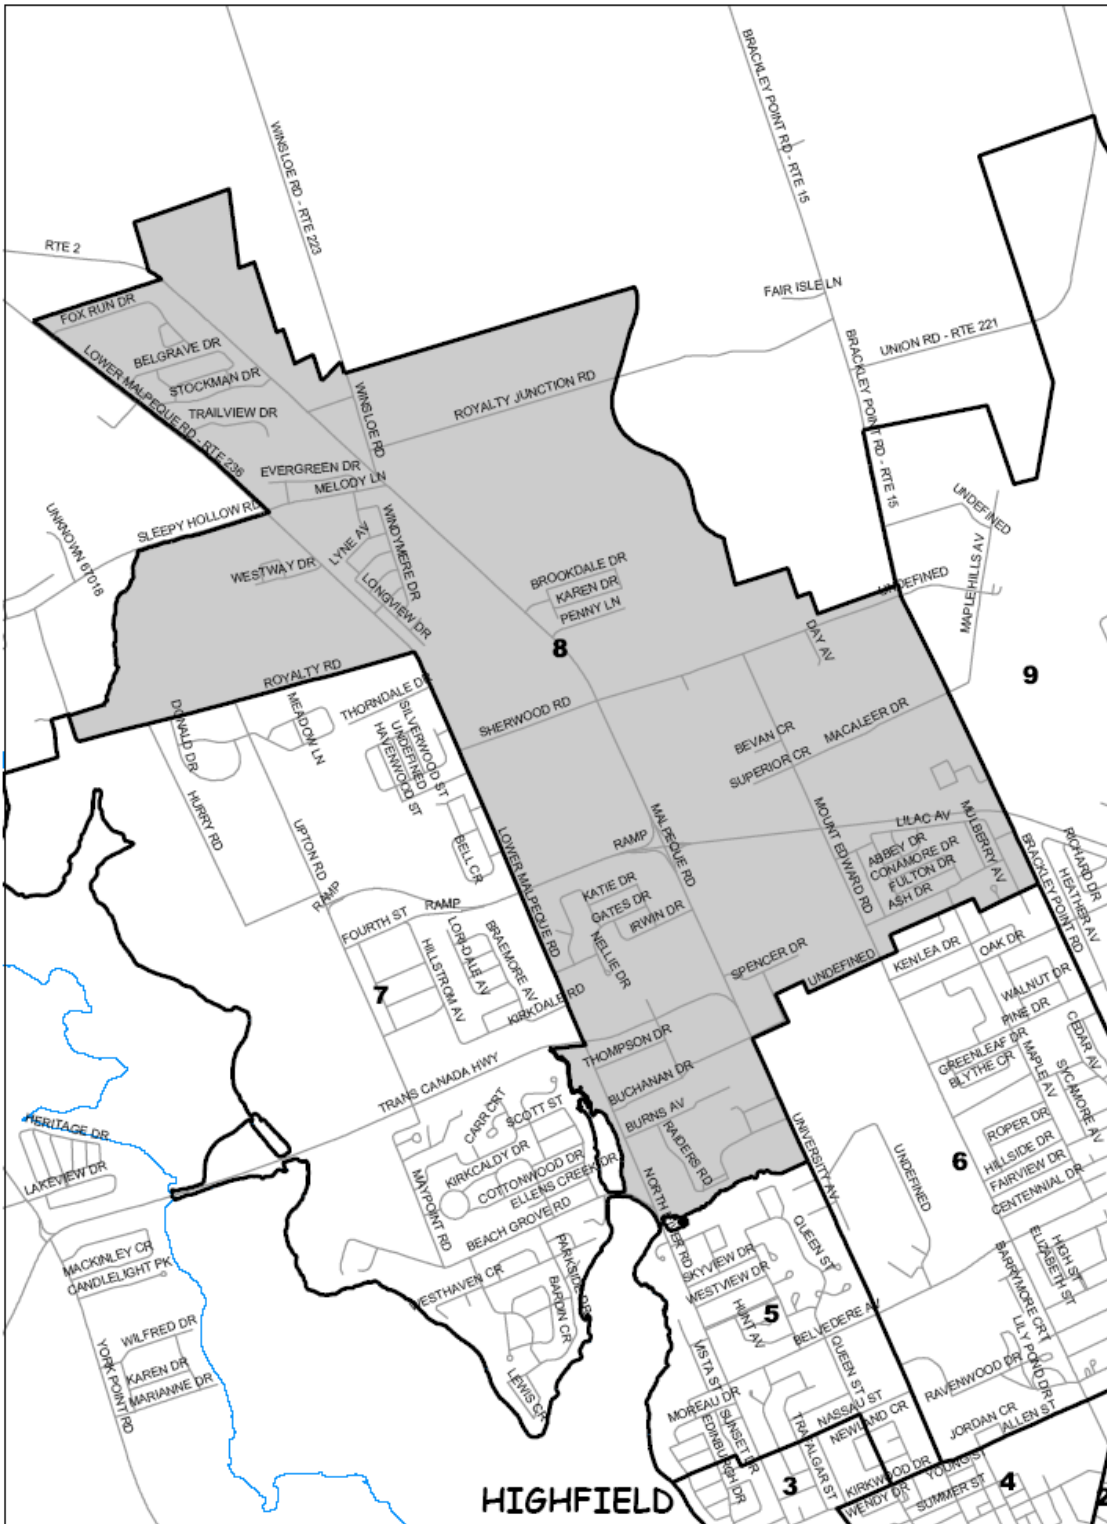 BRACKLEY POINT RD - RTE 15
WINSLOE RD - RTE 223
RTE 2
FAIR ISLE LN
FOX RUN DR
UNION RD - RTE 221
BELGRAVE DR
BRACKLEY POINT RD - RTE 15
LOWER MALPEQUE RD - RTE 236
STOCKMAN DR
WINSLOE RD
ROYALTY JUNCTION RD
TRAILVIEW DR
EVERGREEN DR
MELODY LN
UNDEFINED
SLEEPY HOLLOW RD
UNKNOWN 67016
WINDYMERE DR
LYNE AV
MAPLE HILLS AV
WESTWAY DR
BROOKDALE DR
UNDEFINED
LONGVIEW DR
KAREN DR
PENNY LN
DAY AV
8
9
ROYALTY RD
THORNDALE DR
DONALD DR
MEADOW LN
SILVERWOOD ST
UNDEFINED
HAVENWOOD ST
SHERWOOD RD
MACALEER DR
BEVAN CR
SUPERIOR CR
HURRY RD
UPTON RD
BELL CR
LOWER MALPEQUE RD
MALPEQUE RD
RAMP
MOUNT EDWARD RD
LILAC AV
MULBERRY AV
ABBEY DR
CONAMORE DR
FULTON DR
ASH DR
BRACKLEY POINT RD
RICHARD DR
HEATHER AV
RAMP
RAMP
FOURTH ST
KATIE DR
GATES DR
IRWIN DR
NELLIE DR
LORI-DALE AV
BRAEMORE AV
HILLSTROM AV
SPENCER DR
UNDEFINED
KENLEA DR
OAK DR
7
KIRKDALE RD
WALNUT DR
PINE DR
CEDAR AV
THOMPSON DR
GREENLEAF DR
BLYTHE CR
MAPLE AV
SYCAMORE AV
TRANS CANADA HWY
BUCHANAN DR
BURNS AV
RAIDERS RD
CARR CRT
SCOTT ST
HERITAGE DR
LAKEVIEW DR
UNIVERSITY AV
UNDEFINED
ROPER DR
HILLSIDE DR
FAIRVIEW DR
CENTENNIAL DR
6
KIRKCALDY DR
COTTONWOOD DR
ELLENS CREEK DR
BEACH GROVE RD
MAYPOINT RD
NORTH RIVER RD
QUEEN ST
MACKINLEY CR
CANDLELIGHT PK
SKYVIEW DR
WESTVIEW DR
PARKSIDE DR
WESTHAVEN CR
BARDIN CR
BARRYMORE CRT
ELIZABETH ST
HIGH ST
WILFRED DR
YORK POINT RD
KAREN DR
MARIANNE DR
HUNT AV
5
BELVEDERE AV
LILY POND DR
VISTA ST
QUEEN ST
RAVENWOOD DR
LEWIS CR
MOREAU DR
SUNSET DR
EDINBURGH DR
NASSAU ST
NEWLAND CR
TRAFALGAR ST
JORDAN CR
ALLEN ST
KIRKWOOD DR
WENDY DR
YOUNG ST
SUMMER ST
3
4
2
HIGHFIELD